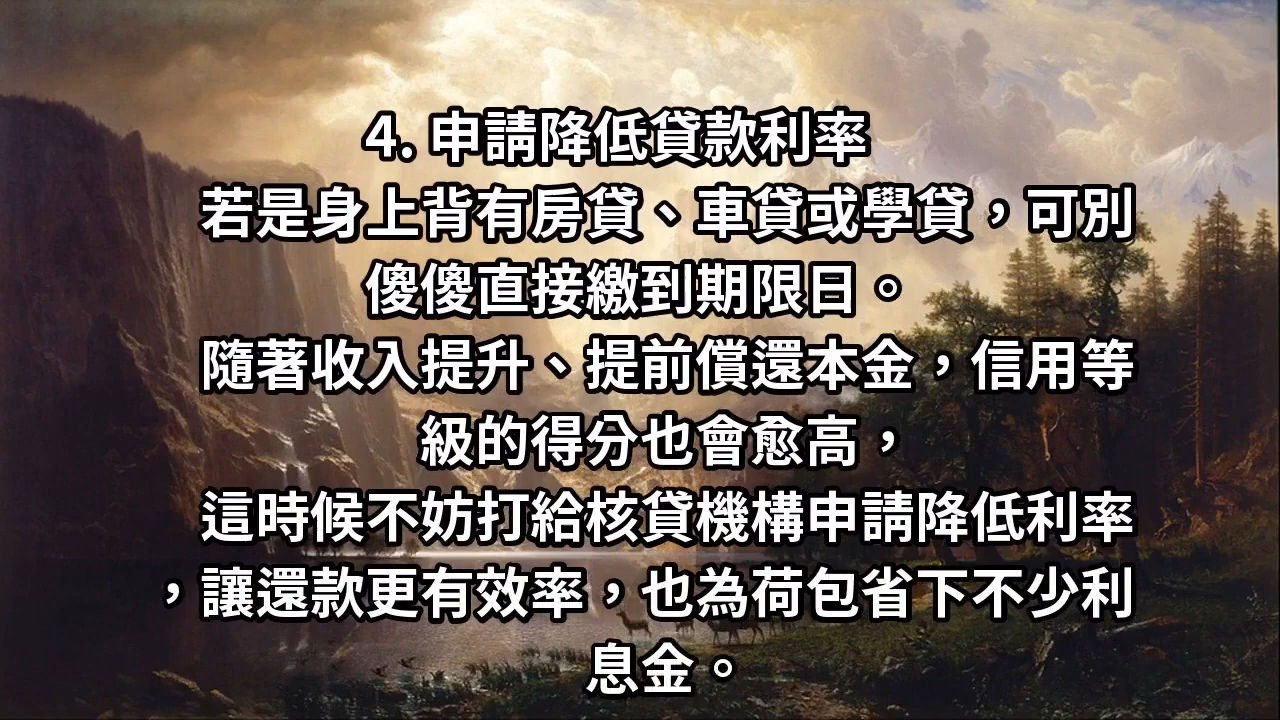 4. 申請降低貸款利率
若是身上背有房貸、車貸或學貸，可別
傻傻直接繳到期限日。
隨著收入提升、提前償還本金，信用等
級的得分也會愈高，
這時候不妨打給核貸機構申請降低利率
，讓還款更有效率，也為荷包省下不少利
息金。